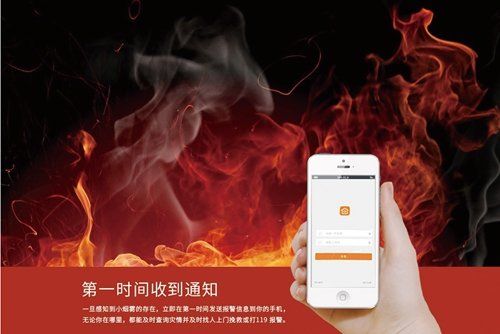 第一时间收到通知
一旦感知到小烟雾的存在，立即在第一时间发送报警信息到你的手机，
无论你在哪里，都能及时查询灾情并及时找人上门挽救或打119 报警。